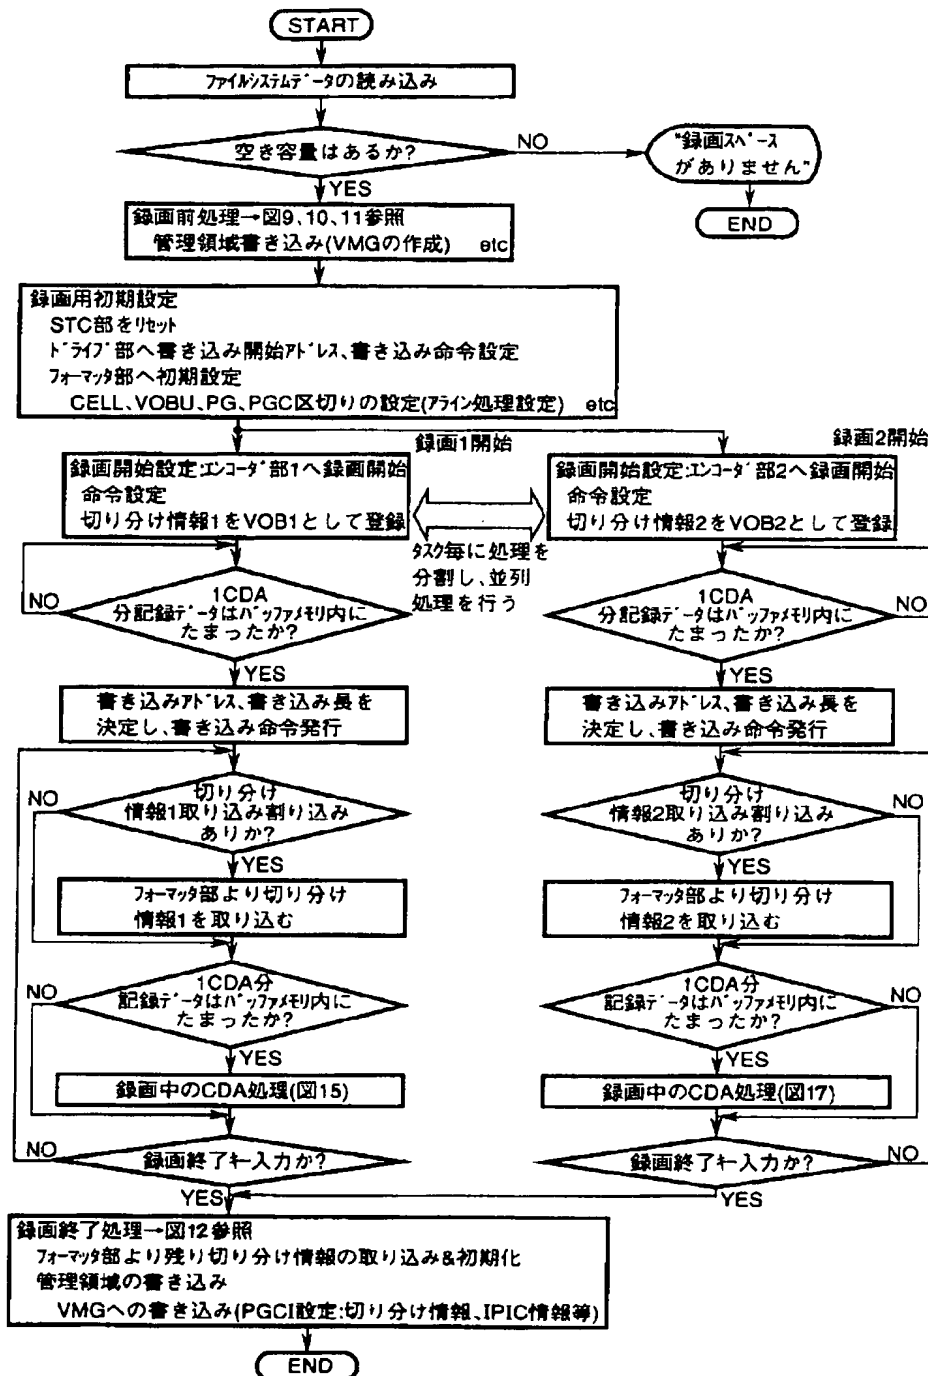 START
ファイルシステムデータの読み込み
空き容量はあるか?
NO
YES
"録画スペース
がありません"
END
録画前処理→図9、10、11参照
管理領域書き込み(VMGの作成) etc
録画用初期設定
STC部をリセット
ドライブ部へ書き込み開始アドレス、書き込み命令設定
フォーマッタ部へ初期設定
CELL、VOBU、PG、PGC区切りの設定(アライン処理設定) etc
録画1開始
録画2開始
録画開始設定:エンコーダ部1へ録画開始
命令設定
切り分け情報1をVOB1として登録
タスク毎に処理を
分割し、並列
処理を行う
録画開始設定:エンコーダ部2へ録画開始
命令設定
切り分け情報2をVOB2として登録
1CDA
分記録データはバッファメモリ内に
たまったか?
NO
YES
書き込みアドレス、書き込み長を
決定し、書き込み命令発行
切り分け
情報1取り込み割り込み
ありか?
NO
YES
フォーマッタ部より切り分け
情報1を取り込む
1CDA分
記録データはバッファメモリ内に
たまったか?
NO
YES
録画中のCDA処理(図15)
録画終了キー入力か?
NO
YES
1CDA
分記録データはバッファメモリ内に
たまったか?
NO
YES
書き込みアドレス、書き込み長を
決定し、書き込み命令発行
切り分け
情報2取り込み割り込み
ありか?
NO
YES
フォーマッタ部より切り分け
情報2を取り込む
1CDA分
記録データはバッファメモリ内に
たまったか?
NO
YES
録画中のCDA処理(図17)
録画終了キー入力か?
NO
YES
録画終了処理→図12参照
フォーマッタ部より残り切り分け情報の取り込み&初期化
管理領域の書き込み
VMGへの書き込み(PGCI設定:切り分け情報、IPIC情報等)
END